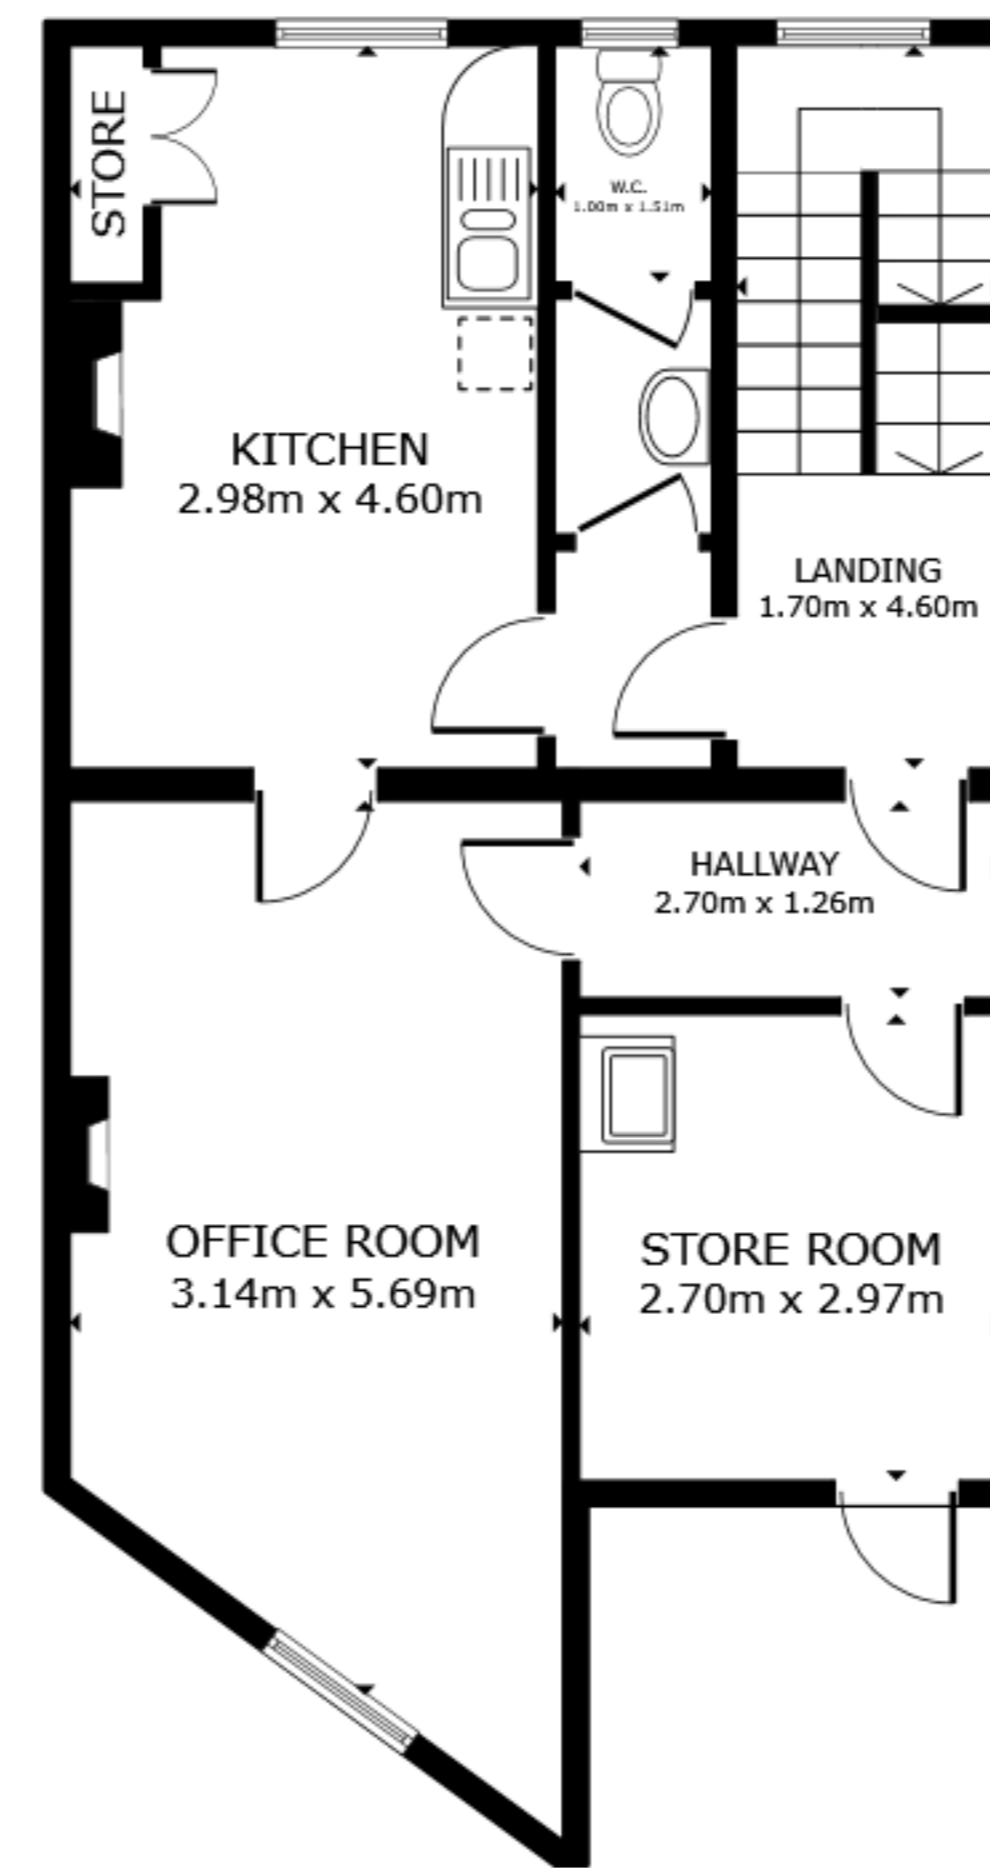 STORE
W.C.
1.00m x 1.51m
KITCHEN
2.98m x 4.60m
LANDING
1.70m x 4.60m
HALLWAY
2.70m x 1.26m
OFFICE ROOM
3.14m x 5.69m
STORE ROOM
2.70m x 2.97m